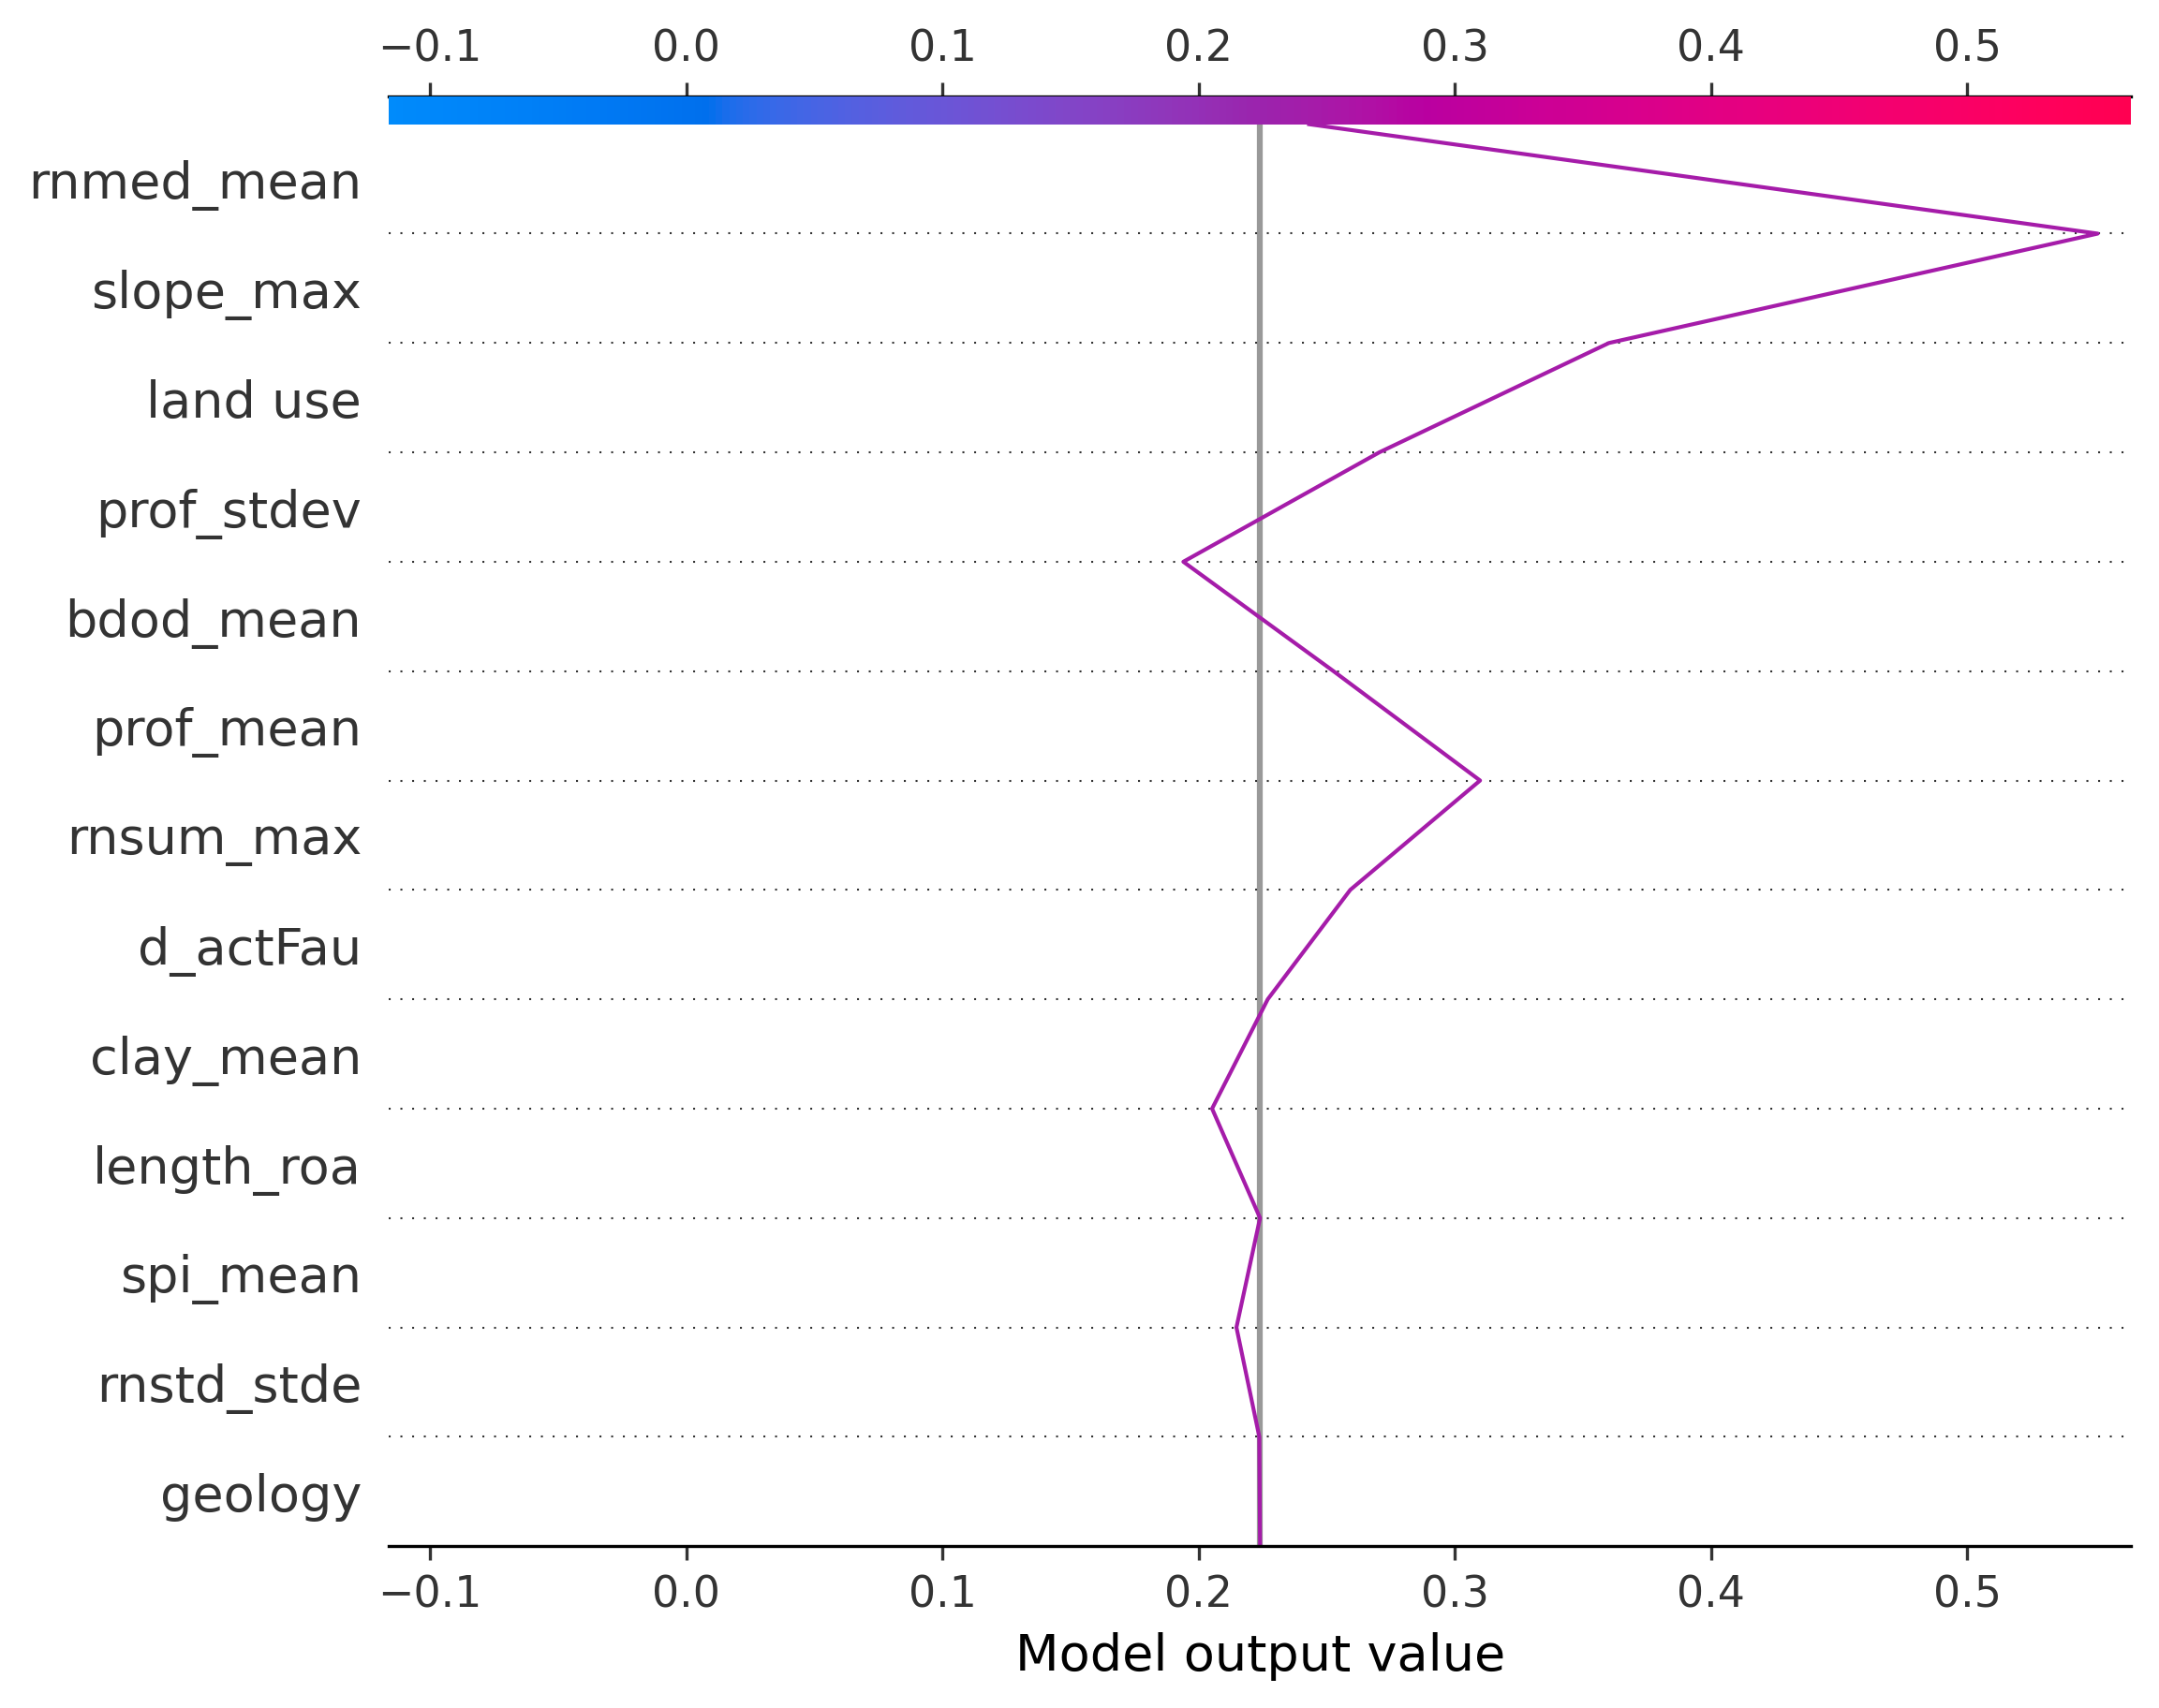 −0.1 0.0 0.1 0.2 0.3 0.4 0.5
rnmed_mean
slope_max
land use
prof_stdev
bdod_mean
prof_mean
rnsum_max
d_actFau
clay_mean
length_roa
spi_mean
rnstd_stde
geology
−0.1 0.0 0.1 0.2 0.3 0.4 0.5
Model output value